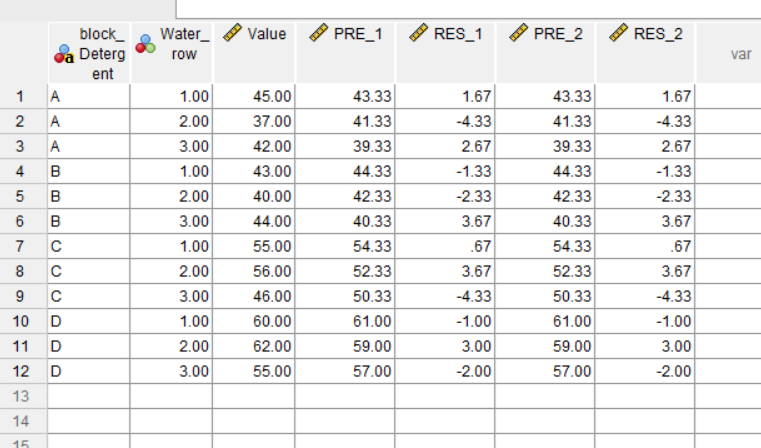 block_Detergent Water_row Value PRE_1 RES_1 PRE_2 RES_2 var
1 A 1.00 45.00 43.33 1.67 43.33 1.67
2 A 2.00 37.00 41.33 -4.33 41.33 -4.33
3 A 3.00 42.00 39.33 2.67 39.33 2.67
4 B 1.00 43.00 44.33 -1.33 44.33 -1.33
5 B 2.00 40.00 42.33 -2.33 42.33 -2.33
6 B 3.00 44.00 40.33 3.67 40.33 3.67
7 C 1.00 55.00 54.33 .67 54.33 .67
8 C 2.00 56.00 52.33 3.67 52.33 3.67
9 C 3.00 46.00 50.33 -4.33 50.33 -4.33
10 D 1.00 60.00 61.00 -1.00 61.00 -1.00
11 D 2.00 62.00 59.00 3.00 59.00 3.00
12 D 3.00 55.00 57.00 -2.00 57.00 -2.00
13
14
15